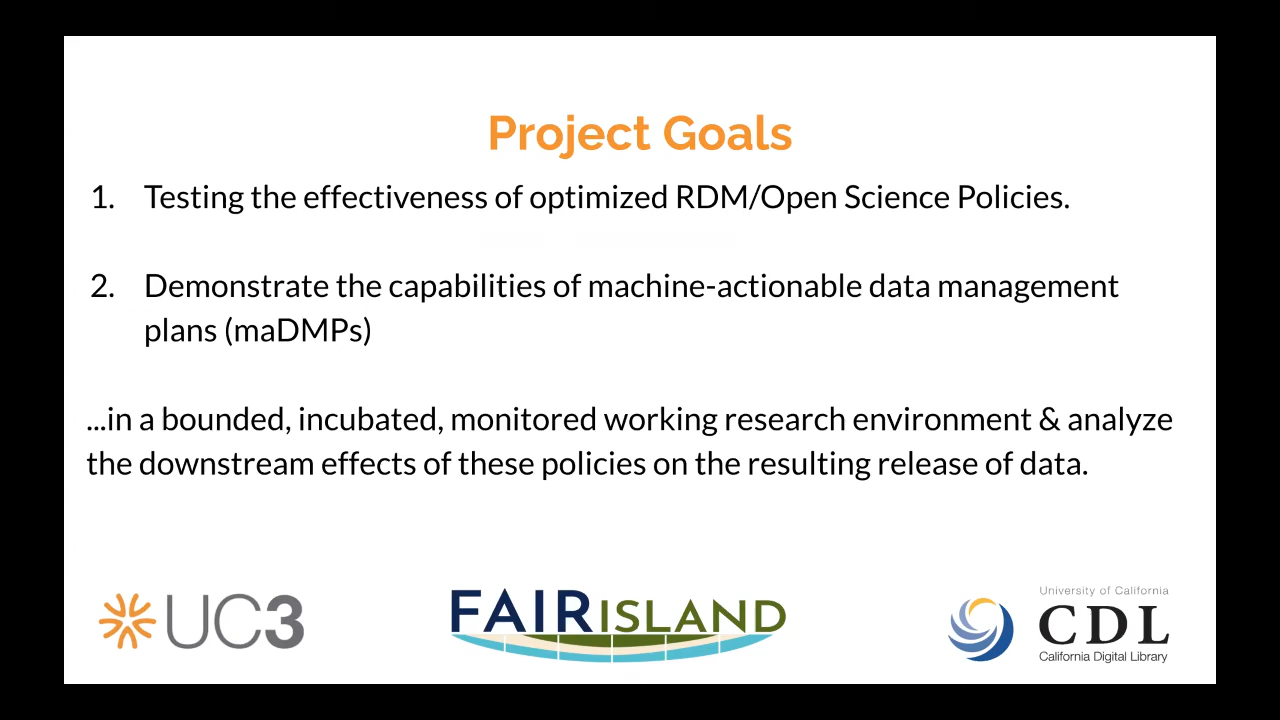 Project Goals
1. Testing the effectiveness of optimized RDM/Open Science Policies.
2. Demonstrate the capabilities of machine-actionable data management
plans (maDMPs)
...in a bounded, incubated, monitored working research environment & analyze
the downstream effects of these policies on the resulting release of data.
UC3
FAIR ISLAND
University of California
CDL
California Digital Library